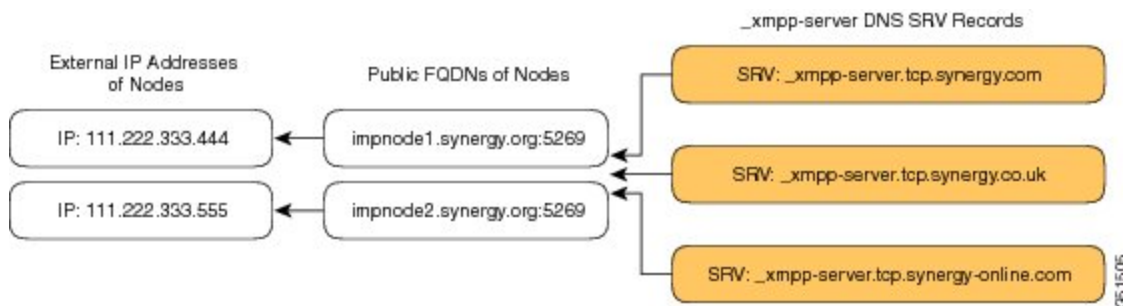 _xmpp-server DNS SRV Records
External IP Addresses
of Nodes
Public FQDNs of Nodes
SRV: _xmpp-server.tcp.synergy.com
IP: 111.222.333.444
impnode1.synergy.org:5269
SRV: _xmpp-server.tcp.synergy.co.uk
IP: 111.222.333.555
impnode2.synergy.org:5269
SRV: _xmpp-server.tcp.synergy-online.com